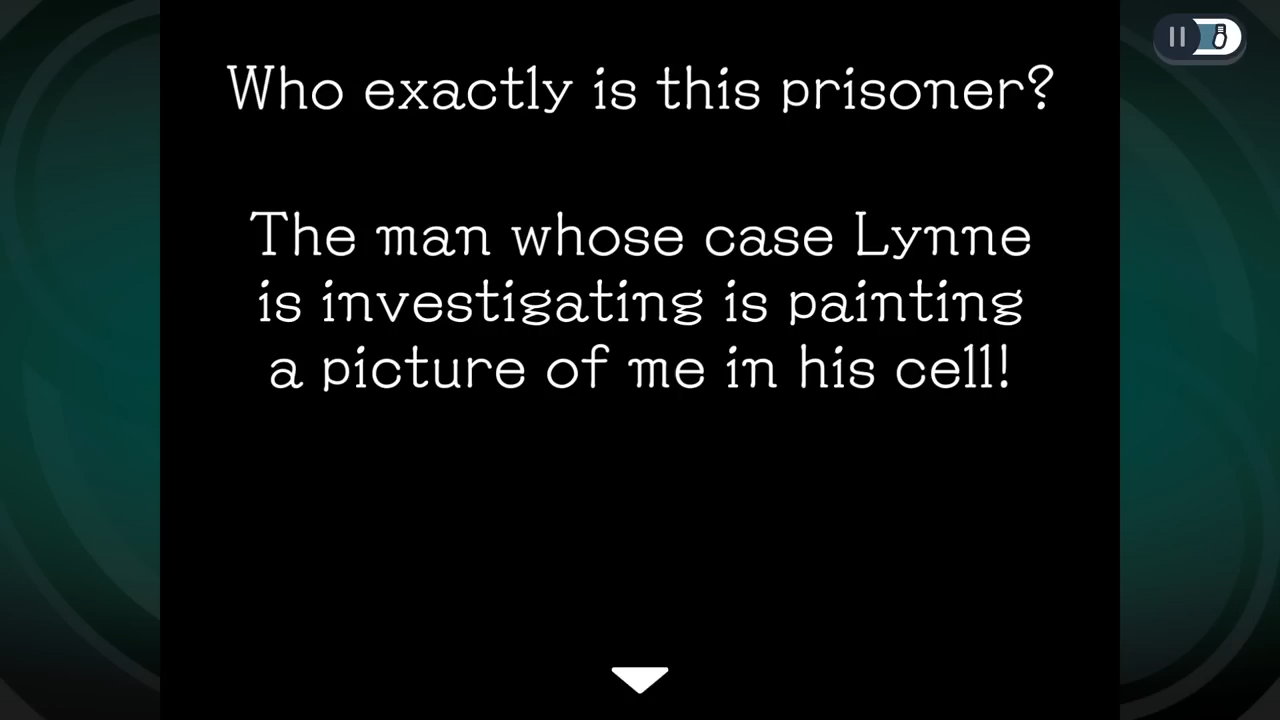 Who exactly is this prisoner?
The man whose case Lynne
is investigating is painting
a picture of me in his cell!